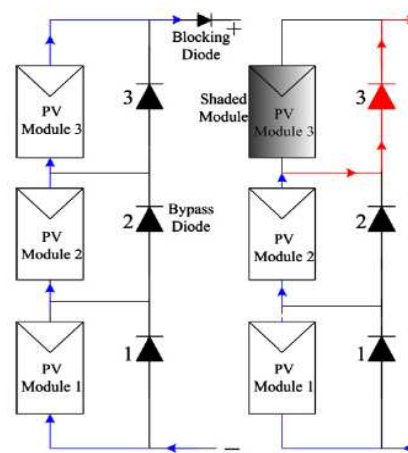 Blocking
Diode
+
3
PV
Module 3
2
Bypass
Diode
PV
Module 2
1
PV
Module 1
−
Shaded
Module
3
PV
Module 3
2
PV
Module 2
1
PV
Module 1